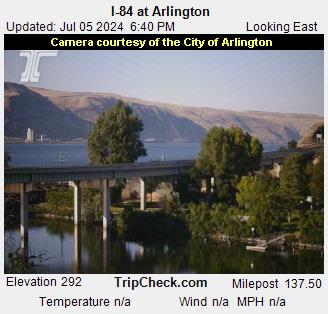 I-84 at Arlington
Updated: Jul 05 2024 6:40 PM Looking East
Camera courtesy of the City of Arlington
Elevation 292 TripCheck.com Milepost 137.50
Temperature n/a Wind n/a MPH n/a